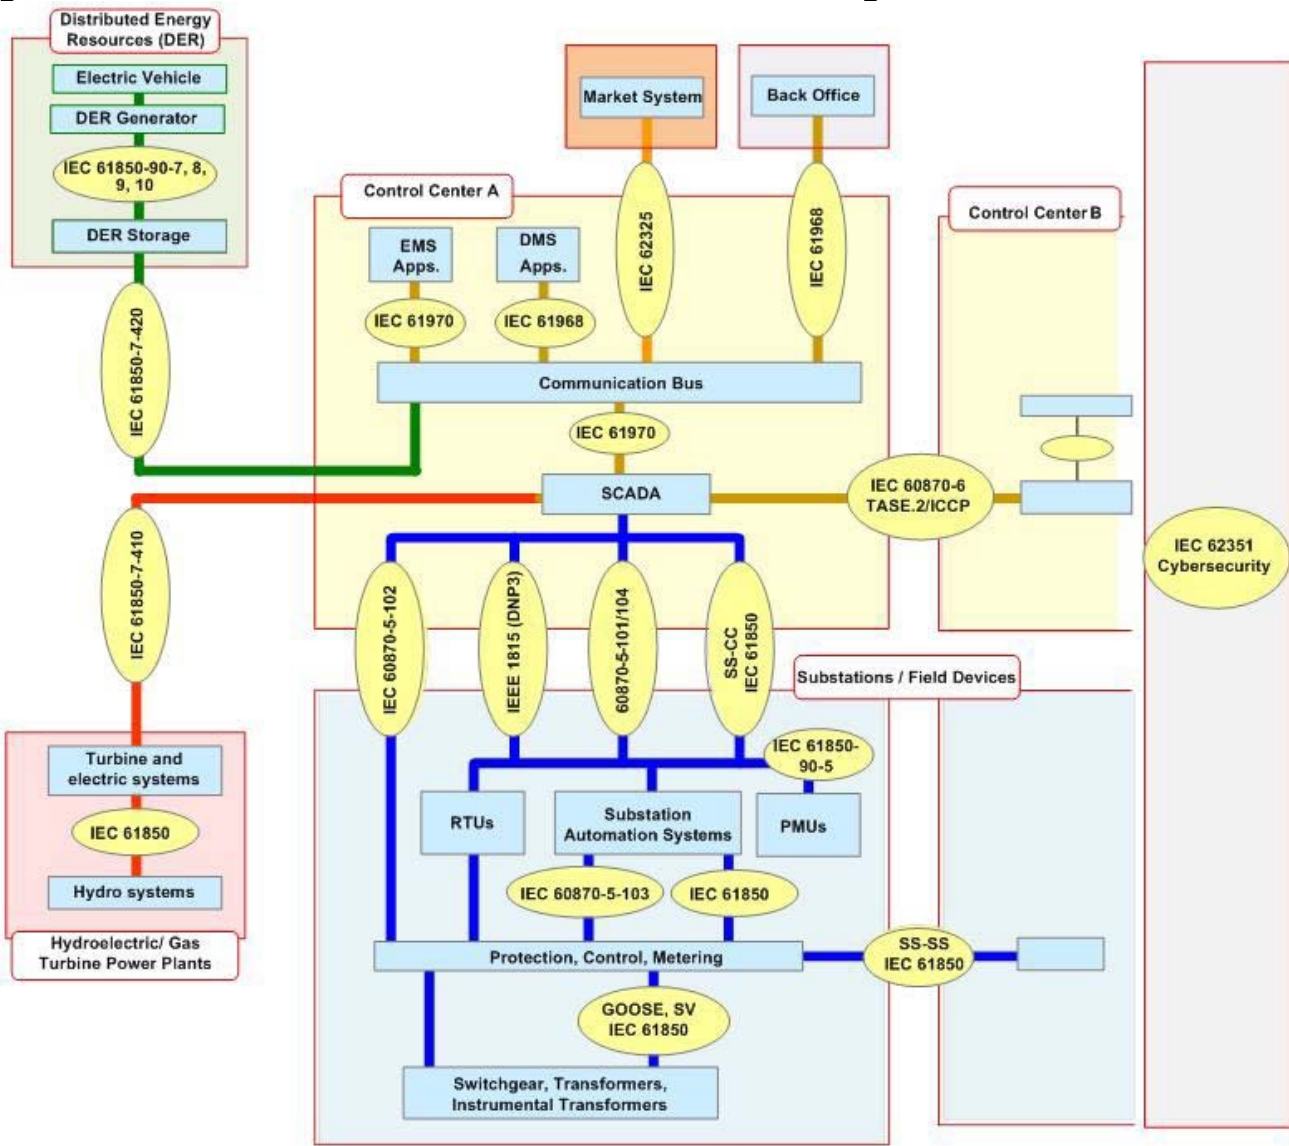 Distributed Energy
Resources (DER)
Electric Vehicle
DER Generator
IEC 61850-90-7, 8,
9, 10
DER Storage
IEC 61850-7-420
Market System
Back Office
IEC 62325
IEC 61968
Control Center A
EMS
Apps.
DMS
Apps.
IEC 61970
IEC 61968
Communication Bus
IEC 61970
SCADA
Control Center B
IEC 60870-6
TASE.2/ICCP
IEC 62351
Cybersecurity
IEC 61850-7-410
IEC 60870-5-102
IEEE 1815 (DNP3)
60870-5-101/104
SS-CC
IEC 61850
Substations / Field Devices
IEC 61850-
90-5
RTUs
Substation
Automation Systems
PMUs
IEC 60870-5-103
IEC 61850
Protection, Control, Metering
SS-SS
IEC 61850
GOOSE, SV
IEC 61850
Switchgear, Transformers,
Instrumental Transformers
Turbine and
electric systems
IEC 61850
Hydro systems
Hydroelectric/ Gas
Turbine Power Plants